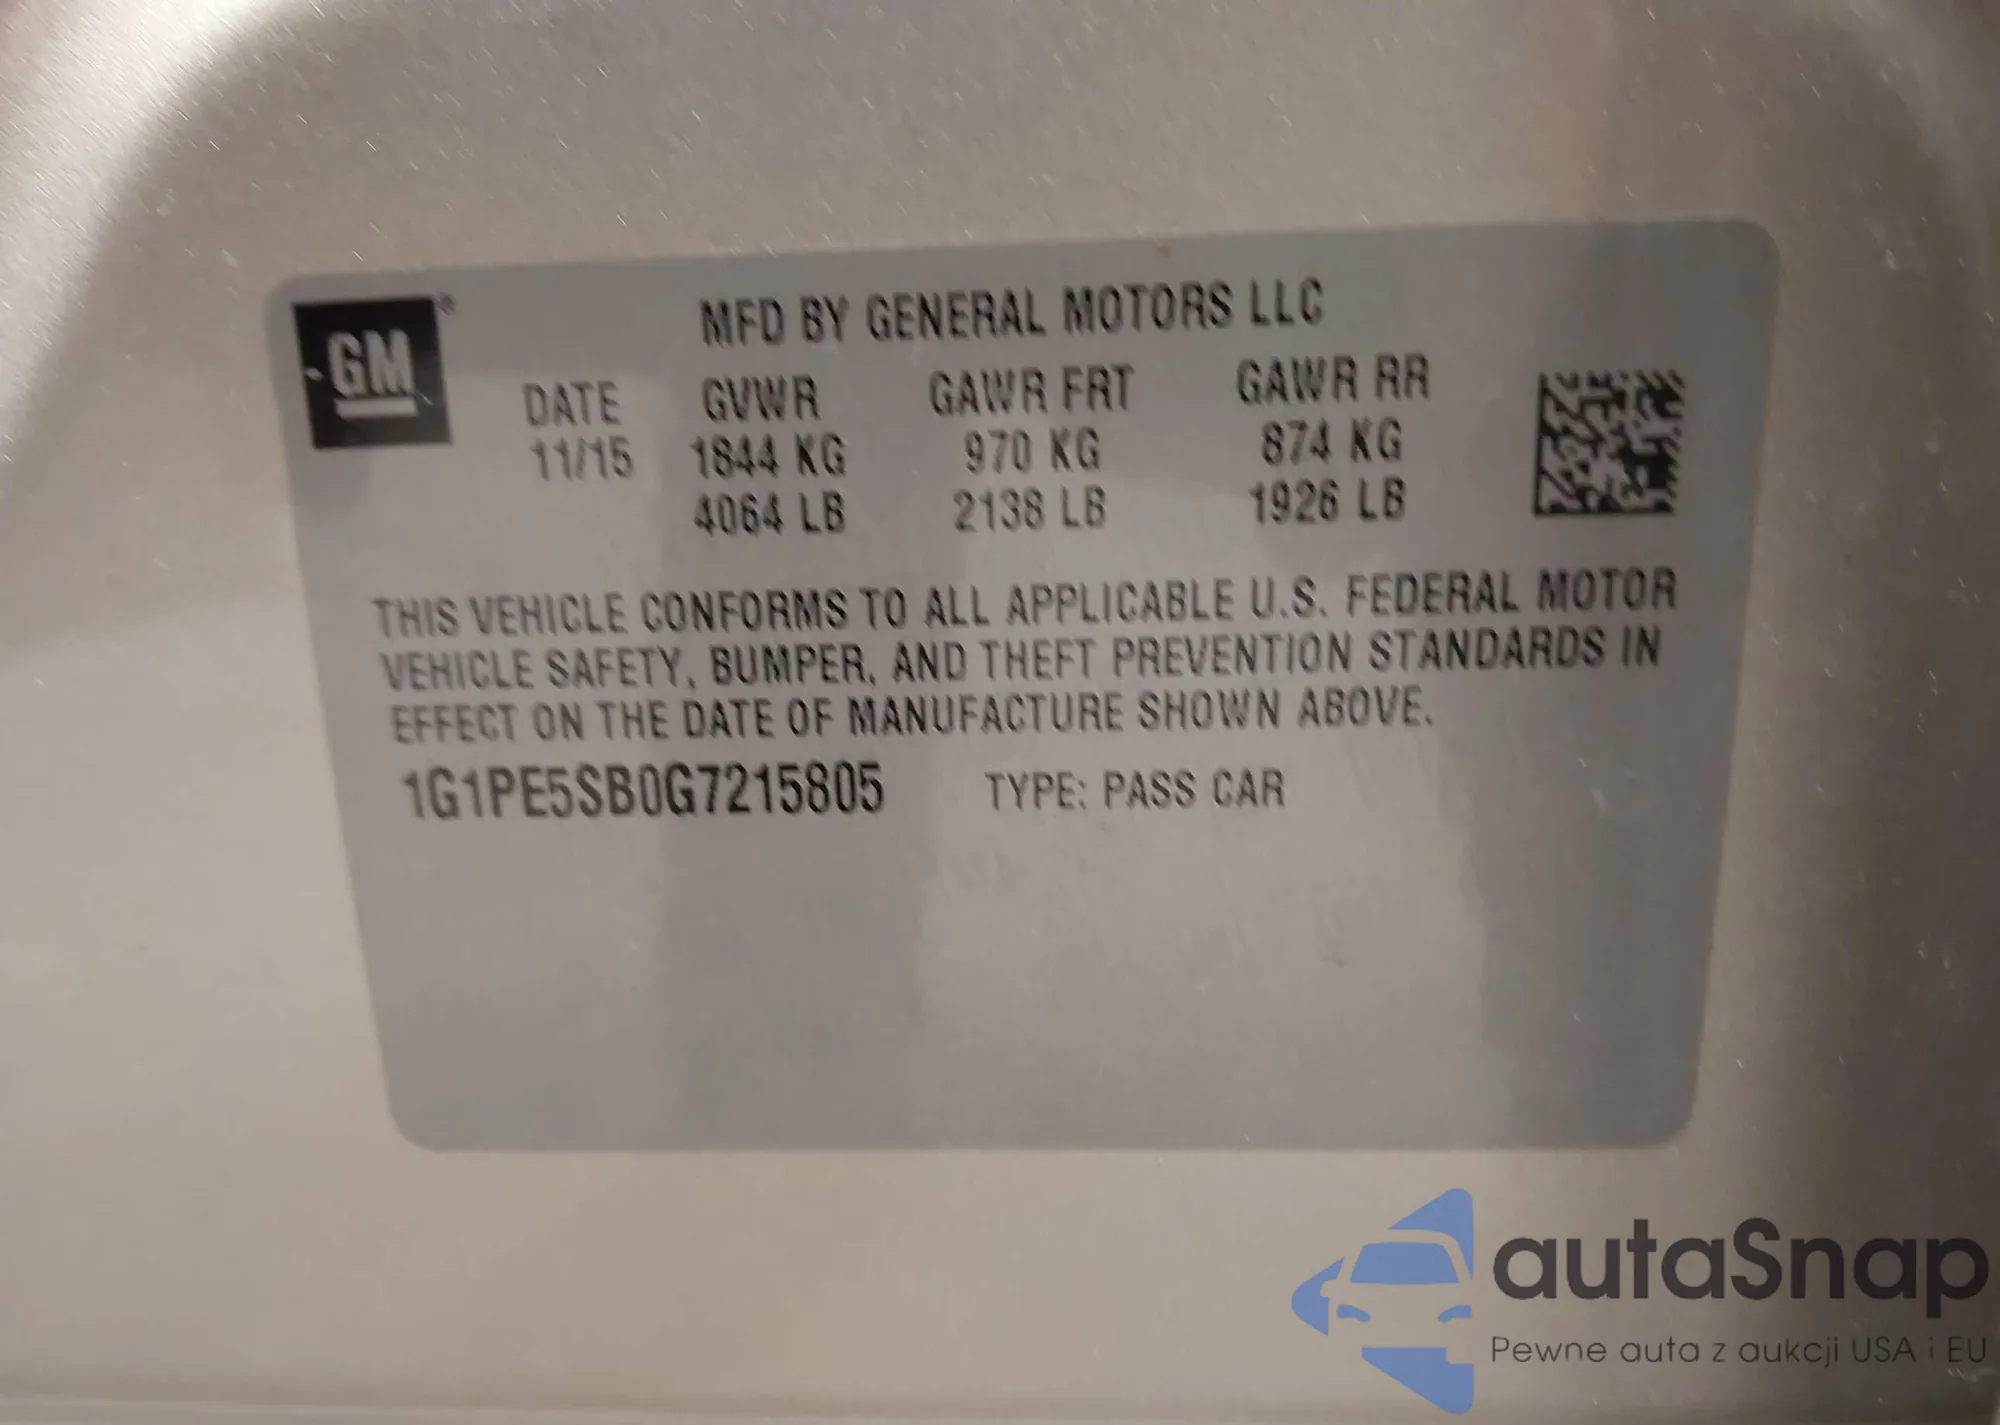 GM ®
MFD BY GENERAL MOTORS LLC
DATE GVWR GAWR FRT GAWR RR
11/15 1844 KG 970 KG 874 KG
4064 LB 2138 LB 1926 LB
THIS VEHICLE CONFORMS TO ALL APPLICABLE U.S. FEDERAL MOTOR
VEHICLE SAFETY, BUMPER, AND THEFT PREVENTION STANDARDS IN
EFFECT ON THE DATE OF MANUFACTURE SHOWN ABOVE.
1G1PE5SB0G7215805 TYPE: PASS CAR
autaSnap
Pewne auta z aukcji USA i EU